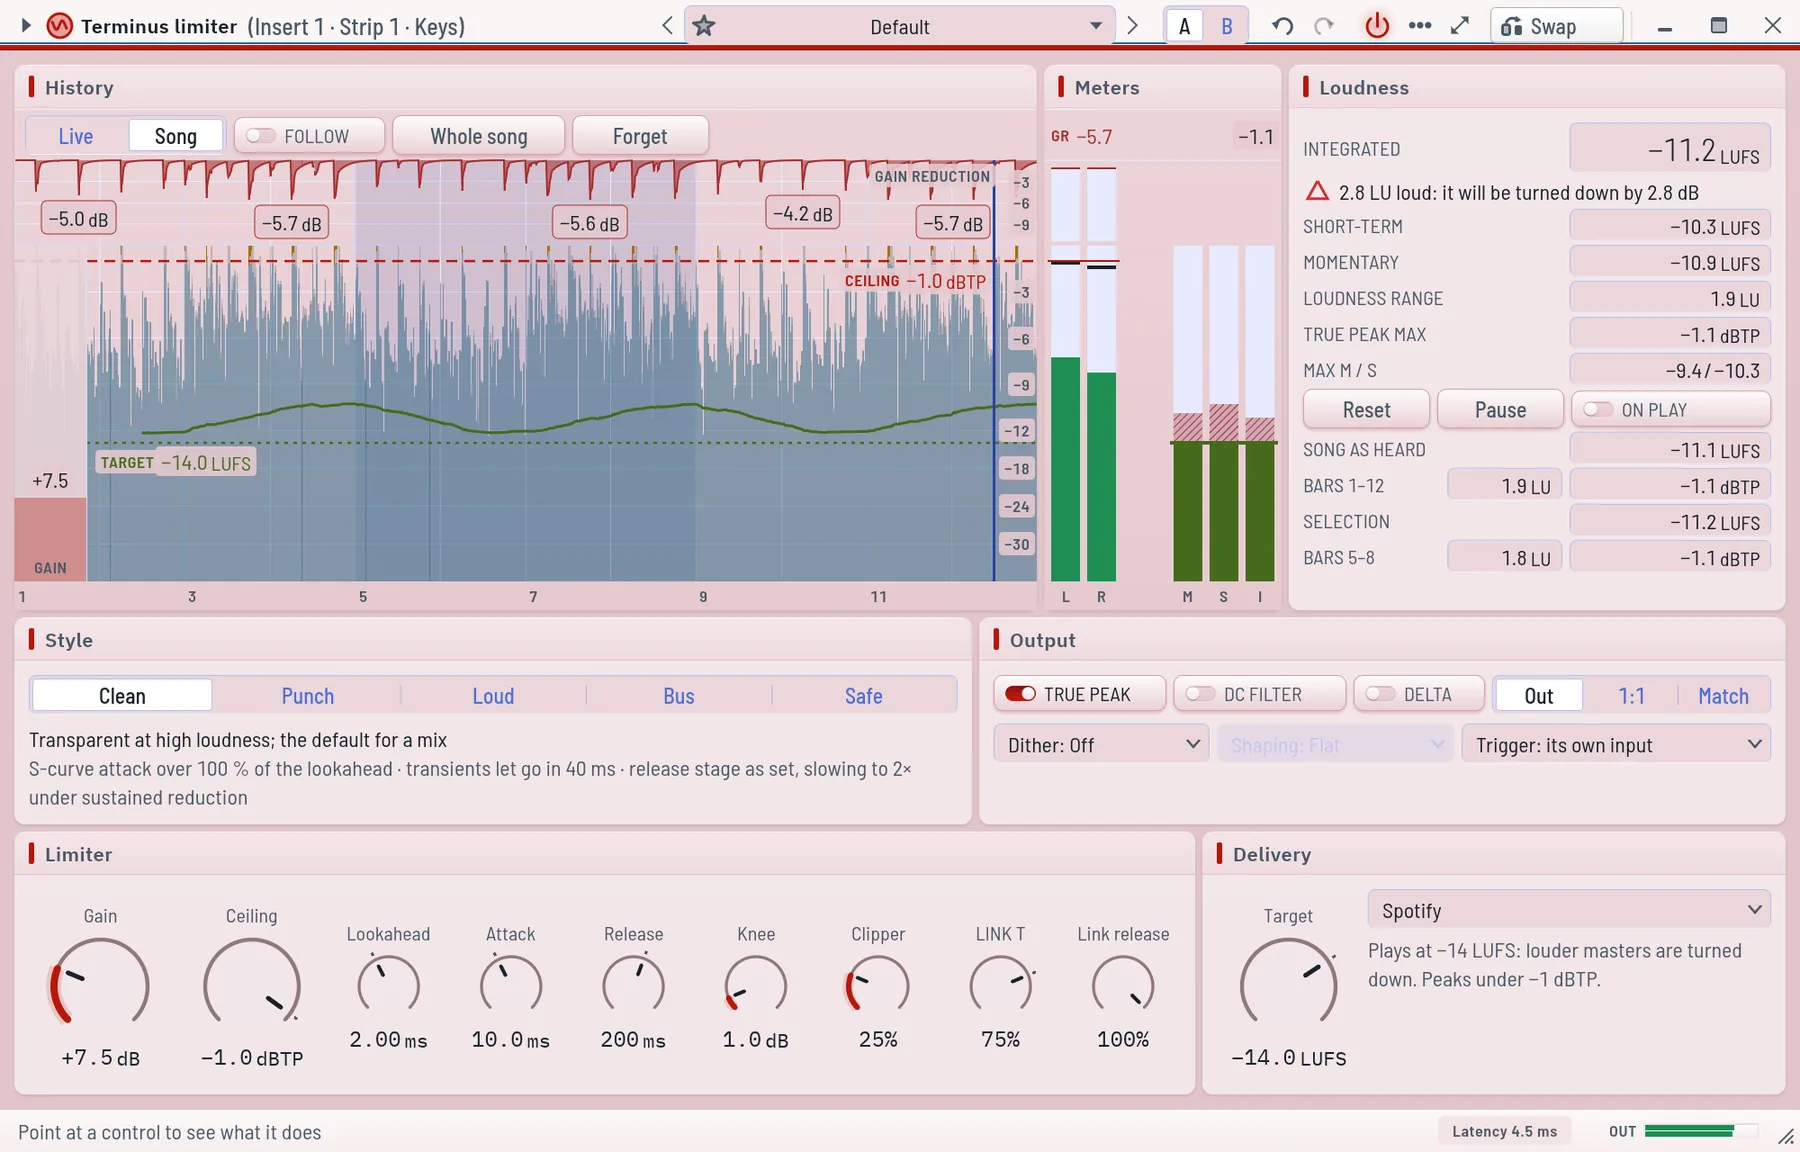 Terminus limiter (Insert 1 · Strip 1 · Keys)
Default
A B
Swap
History
Live Song FOLLOW Whole song Forget
GAIN REDUCTION
−3
−6
−9
−5.0 dB
−5.7 dB
−5.6 dB
−4.2 dB
−5.7 dB
CEILING −1.0 dBTP
−3
−6
−9
−12
−18
−24
−30
TARGET −14.0 LUFS
+7.5
GAIN
1 3 5 7 9 11
Meters
GR −5.7
−1.1
L R M S I
Loudness
INTEGRATED −11.2 LUFS
2.8 LU loud: it will be turned down by 2.8 dB
SHORT-TERM −10.3 LUFS
MOMENTARY −10.9 LUFS
LOUDNESS RANGE 1.9 LU
TRUE PEAK MAX −1.1 dBTP
MAX M / S −9.4 / −10.3
Reset Pause ON PLAY
SONG AS HEARD −11.1 LUFS
BARS 1–12 1.9 LU −1.1 dBTP
SELECTION −11.2 LUFS
BARS 5–8 1.8 LU −1.1 dBTP
Style
Clean Punch Loud Bus Safe
Transparent at high loudness; the default for a mix
S-curve attack over 100 % of the lookahead · transients let go in 40 ms · release stage as set, slowing to 2×
under sustained reduction
Output
TRUE PEAK DC FILTER DELTA Out 1:1 Match
Dither: Off Shaping: Flat Trigger: its own input
Limiter
Gain Ceiling Lookahead Attack Release Knee Clipper LINK T Link release
+7.5 dB −1.0 dBTP 2.00 ms 10.0 ms 200 ms 1.0 dB 25% 75% 100%
Delivery
Target
−14.0 LUFS
Spotify
Plays at −14 LUFS: louder masters are turned
down. Peaks under −1 dBTP.
Point at a control to see what it does
Latency 4.5 ms
OUT